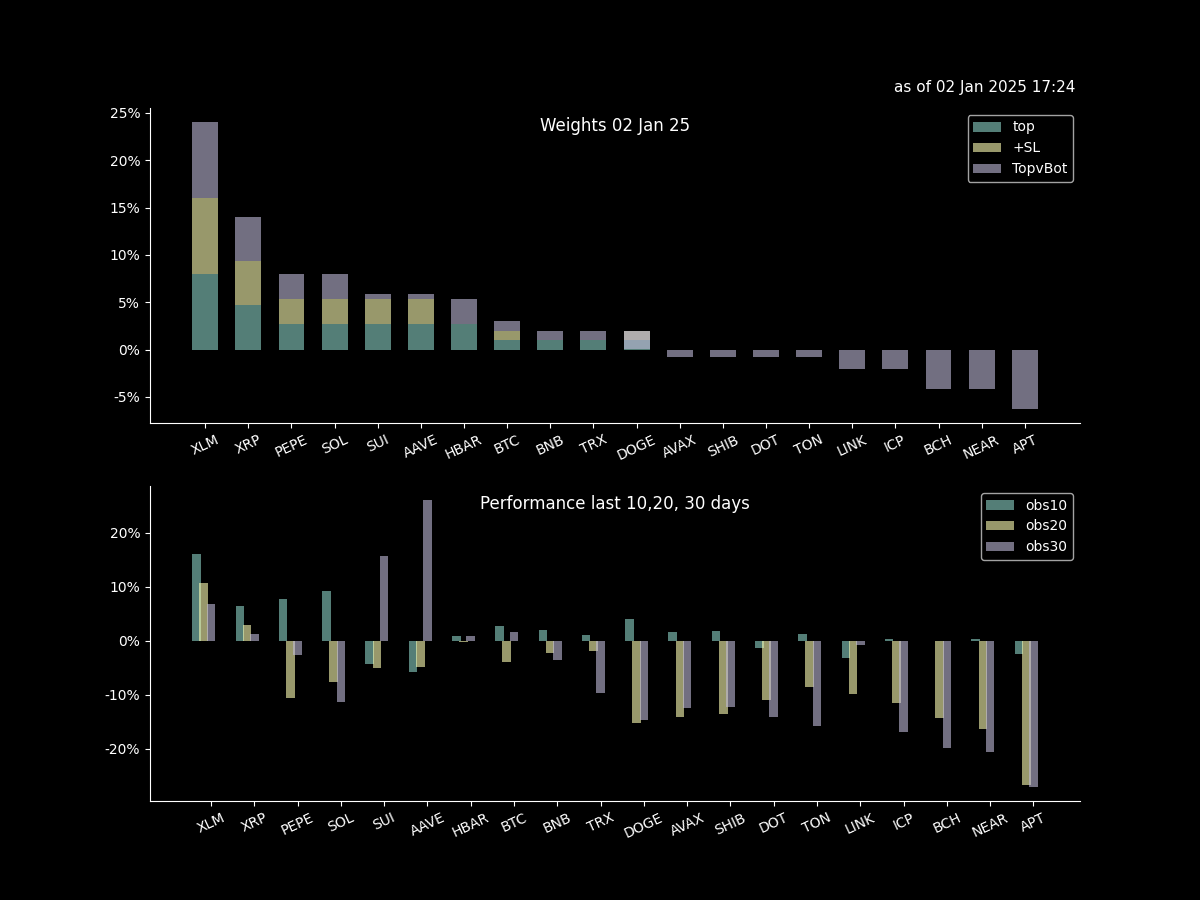 as of 02 Jan 2025 17:24
Weights 02 Jan 25
top
+SL
TopvBot
25%
20%
15%
10%
5%
0%
-5%
XLM XRP PEPE SOL SUI AAVE HBAR BTC BNB TRX DOGE AVAX SHIB DOT TON LINK ICP BCH NEAR APT
Performance last 10,20, 30 days
obs10
obs20
obs30
20%
10%
0%
-10%
-20%
XLM XRP PEPE SOL SUI AAVE HBAR BTC BNB TRX DOGE AVAX SHIB DOT TON LINK ICP BCH NEAR APT